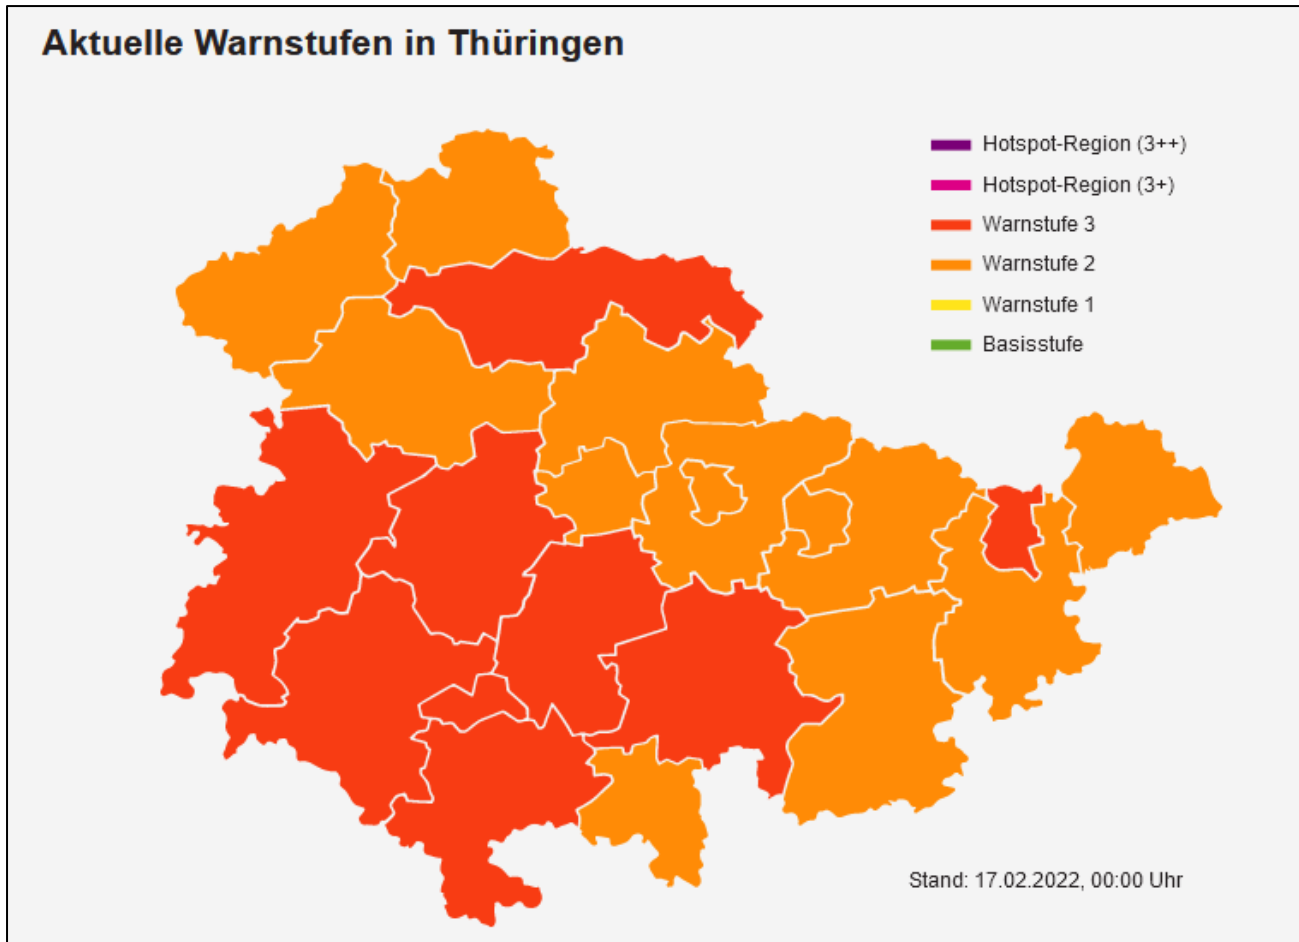 Aktuelle Warnstufen in Thüringen
Hotspot-Region (3++)
Hotspot-Region (3+)
Warnstufe 3
Warnstufe 2
Warnstufe 1
Basisstufe
Stand: 17.02.2022, 00:00 Uhr